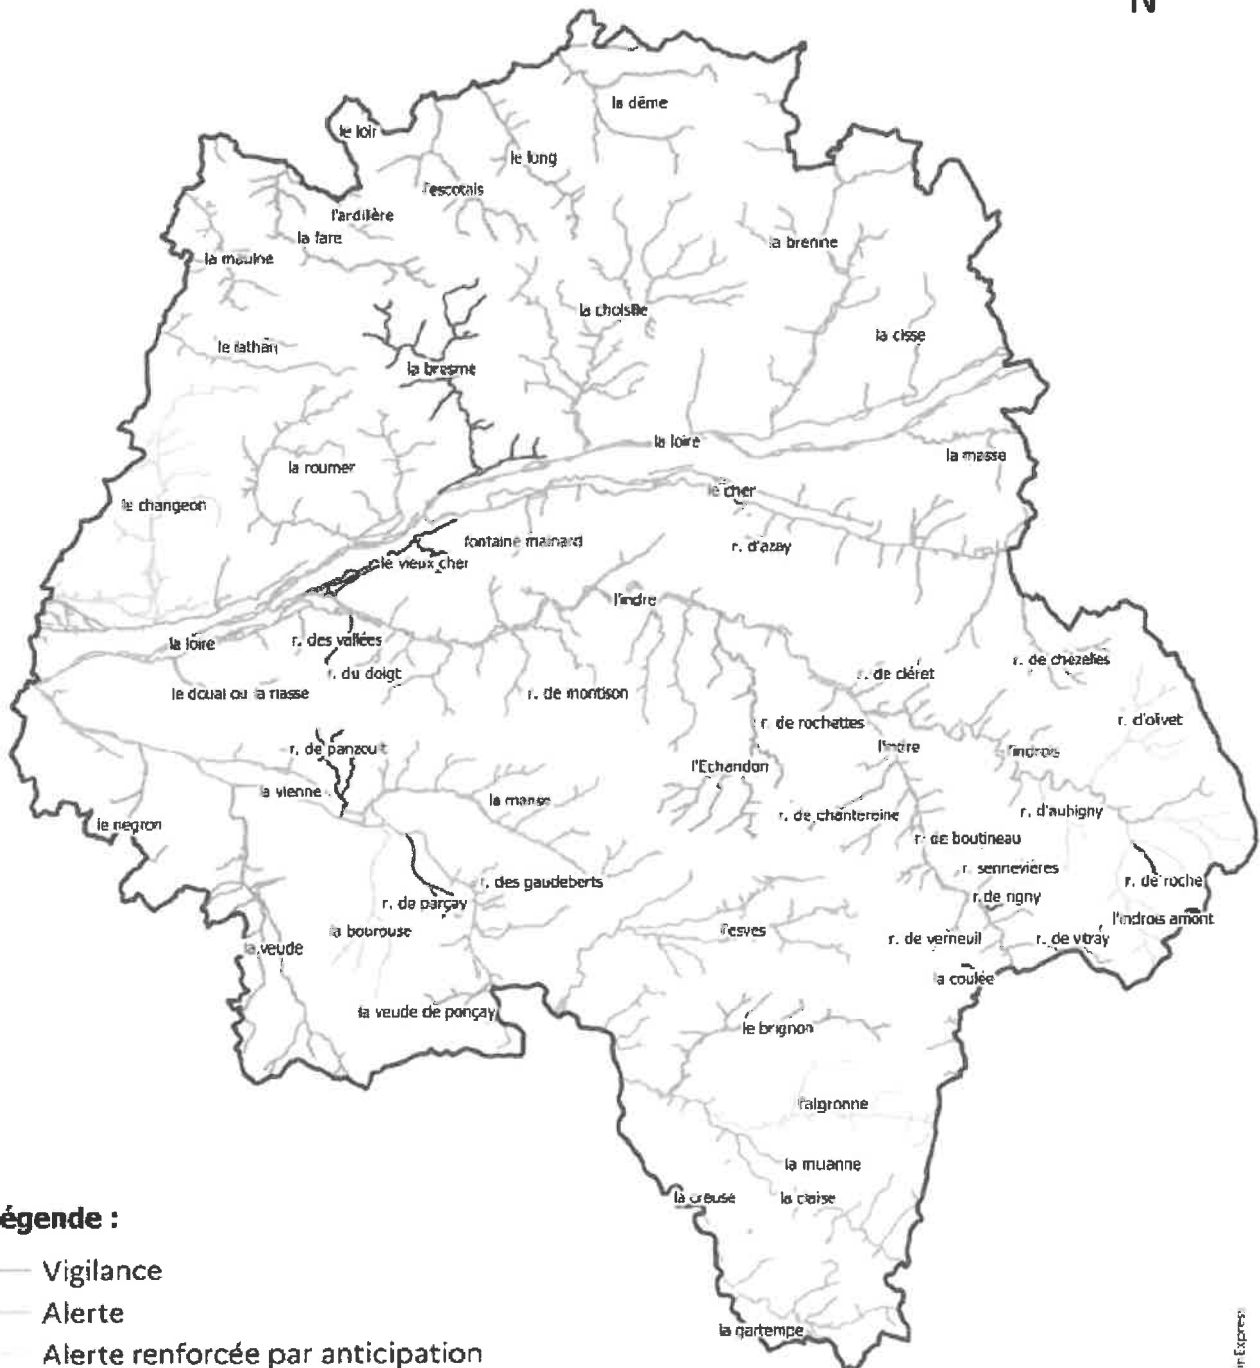 N
la dême
le loir
le long
l'escotais
l'ardillère
la fare
la brenne
la maulne
la choisille
la cisse
le lathan
la bresme
la loire
la masse
la roumer
le cher
le changeon
fontaine mainard
r. d'azay
le vieux cher
l'indre
la loire
r. des vallées
r. de chezelles
r. du doigt
r. de cléret
le douai ou la riasse
r. de montison
r. d'olivet
r. de rochettes
r. de panzoult
l'indre
l'indrois
l'Echandon
la vienne
la manse
r. d'aubigny
r. de chantereine
le negron
r. de boutineau
r. sennevières
r. des gaudeberts
r. de roche
r. de rigny
r. de parçay
l'indrois amont
la bourouse
l'esves
r. de verneuil
r. de vitray
la veude
la coulée
la veude de ponçay
le brignon
l'aigronne
la muanne
la creuse
la claise
égende :
Vigilance
Alerte
la gartempe
Alerte renforcée par anticipation
n Express